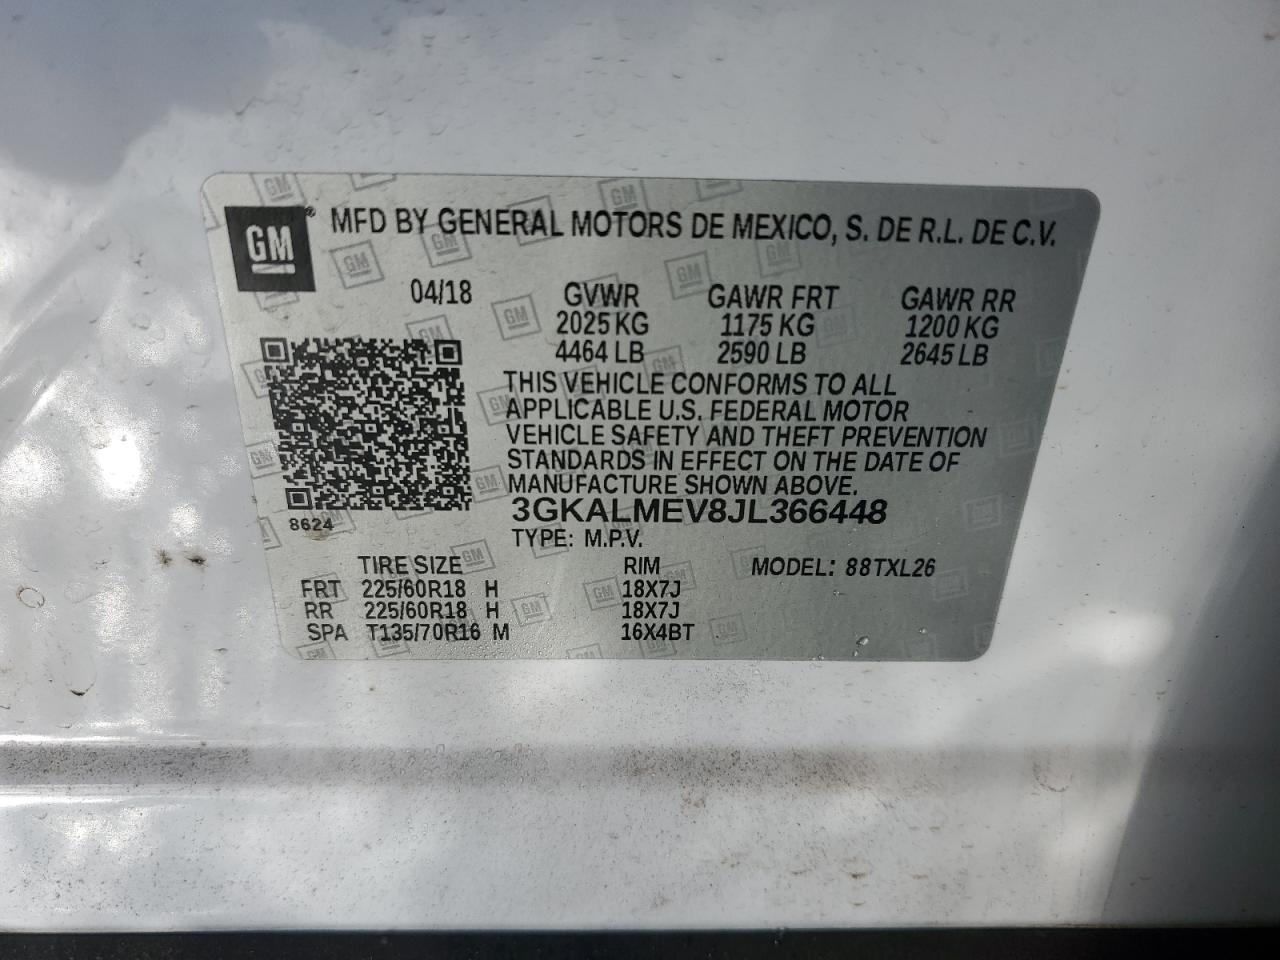 GM® MFD BY GENERAL MOTORS DE MEXICO, S. DE R.L. DE C.V.
04/18 GVWR GAWR FRT GAWR RR
2025 KG 1175 KG 1200 KG
4464 LB 2590 LB 2645 LB
THIS VEHICLE CONFORMS TO ALL
APPLICABLE U.S. FEDERAL MOTOR
VEHICLE SAFETY AND THEFT PREVENTION
STANDARDS IN EFFECT ON THE DATE OF
MANUFACTURE SHOWN ABOVE.
8624 3GKALMEV8JL366448
TYPE: M.P.V.
TIRE SIZE RIM MODEL: 88TXL26
FRT 225/60R18 H 18X7J
RR 225/60R18 H 18X7J
SPA T135/70R16 M 16X4BT